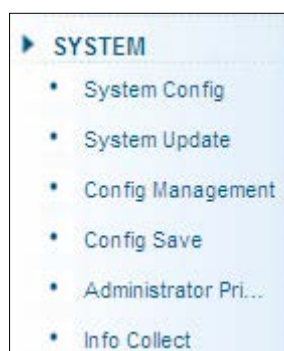 SYSTEM
System Config
System Update
Config Management
Config Save
Administrator Pri...
Info Collect